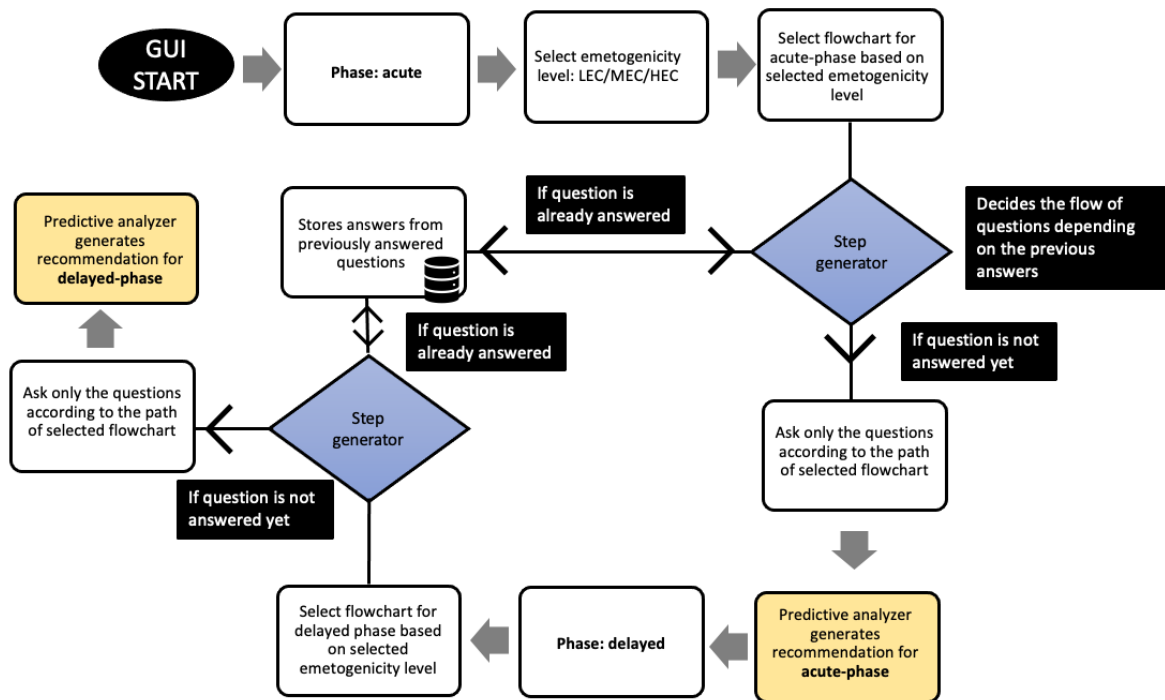 GUI
START
Phase: acute
Select emetogenicity
level: LEC/MEC/HEC
Select flowchart for
acute-phase based on
selected emetogenicity
level
If question is
already answered
Decides the flow of
questions depending
on the previous
answers
Step
generator
Stores answers from
previously answered
questions
Predictive analyzer
generates
recommendation for
delayed-phase
If question is
already answered
If question is not
answered yet
Ask only the questions
according to the path
of selected flowchart
Step
generator
Ask only the questions
according to the path
of selected flowchart
If question is not
answered yet
Select flowchart for
delayed phase based
on selected
emetogenicity level
Phase: delayed
Predictive analyzer
generates
recommendation for
acute-phase